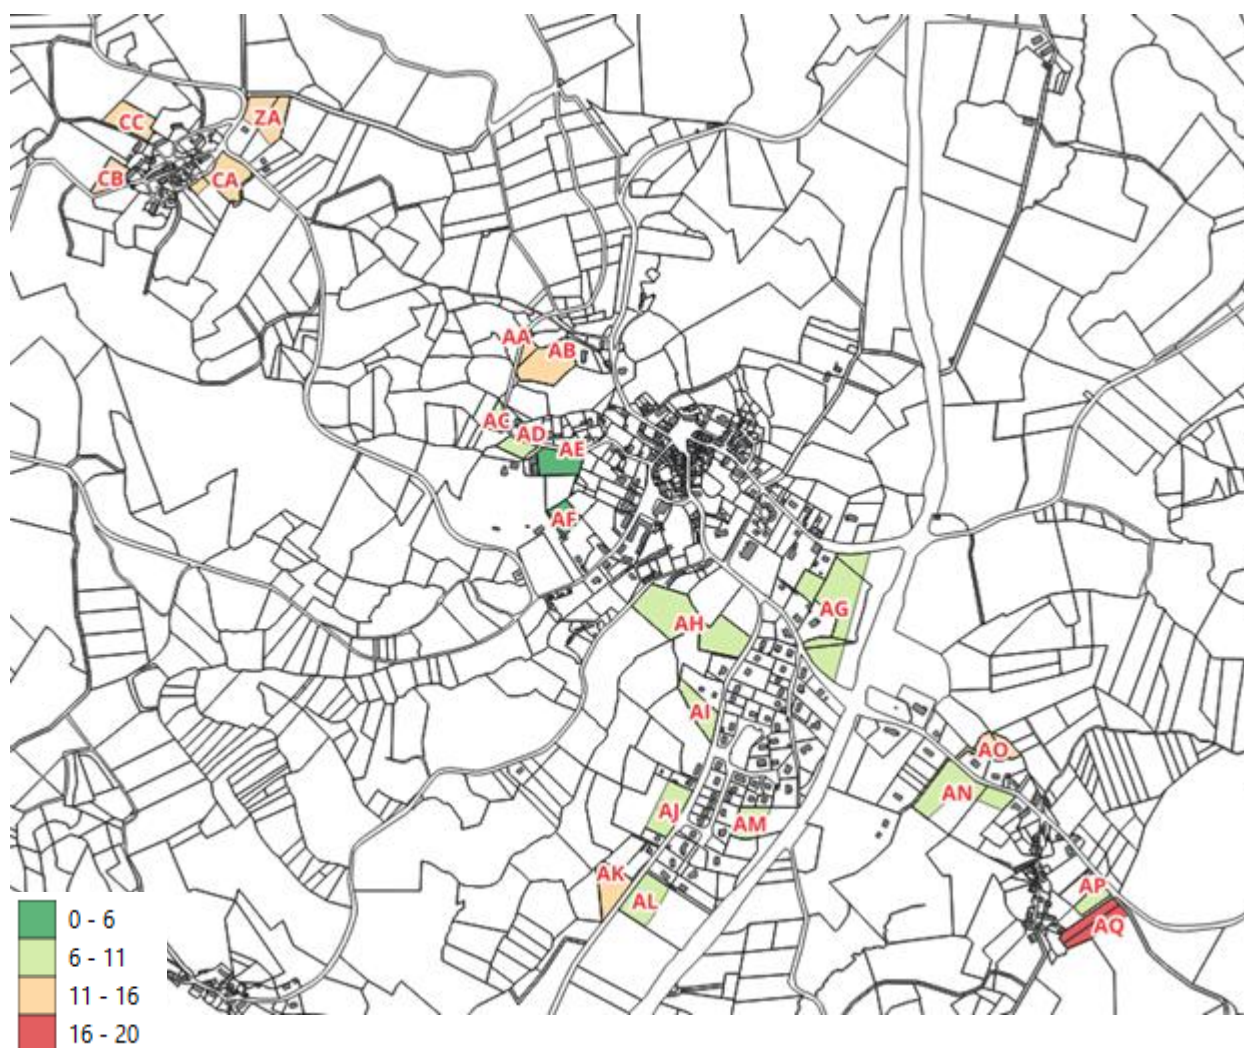 CC
ZA
CB
CA
AA
AB
AC
AD
AE
AF
AG
AH
AI
AO
AN
AJ
AM
AK
AL
AP
AQ
0 - 6
6 - 11
11 - 16
16 - 20